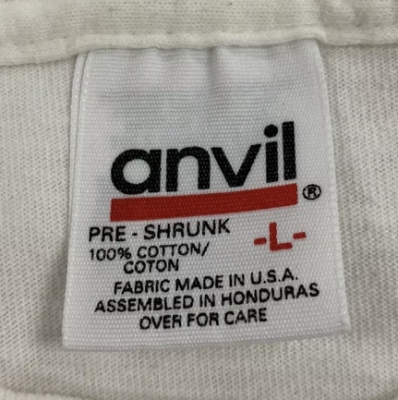 anvil®
PRE - SHRUNK
100% COTTON/
COTON
-L-
FABRIC MADE IN U.S.A.
ASSEMBLED IN HONDURAS
OVER FOR CARE